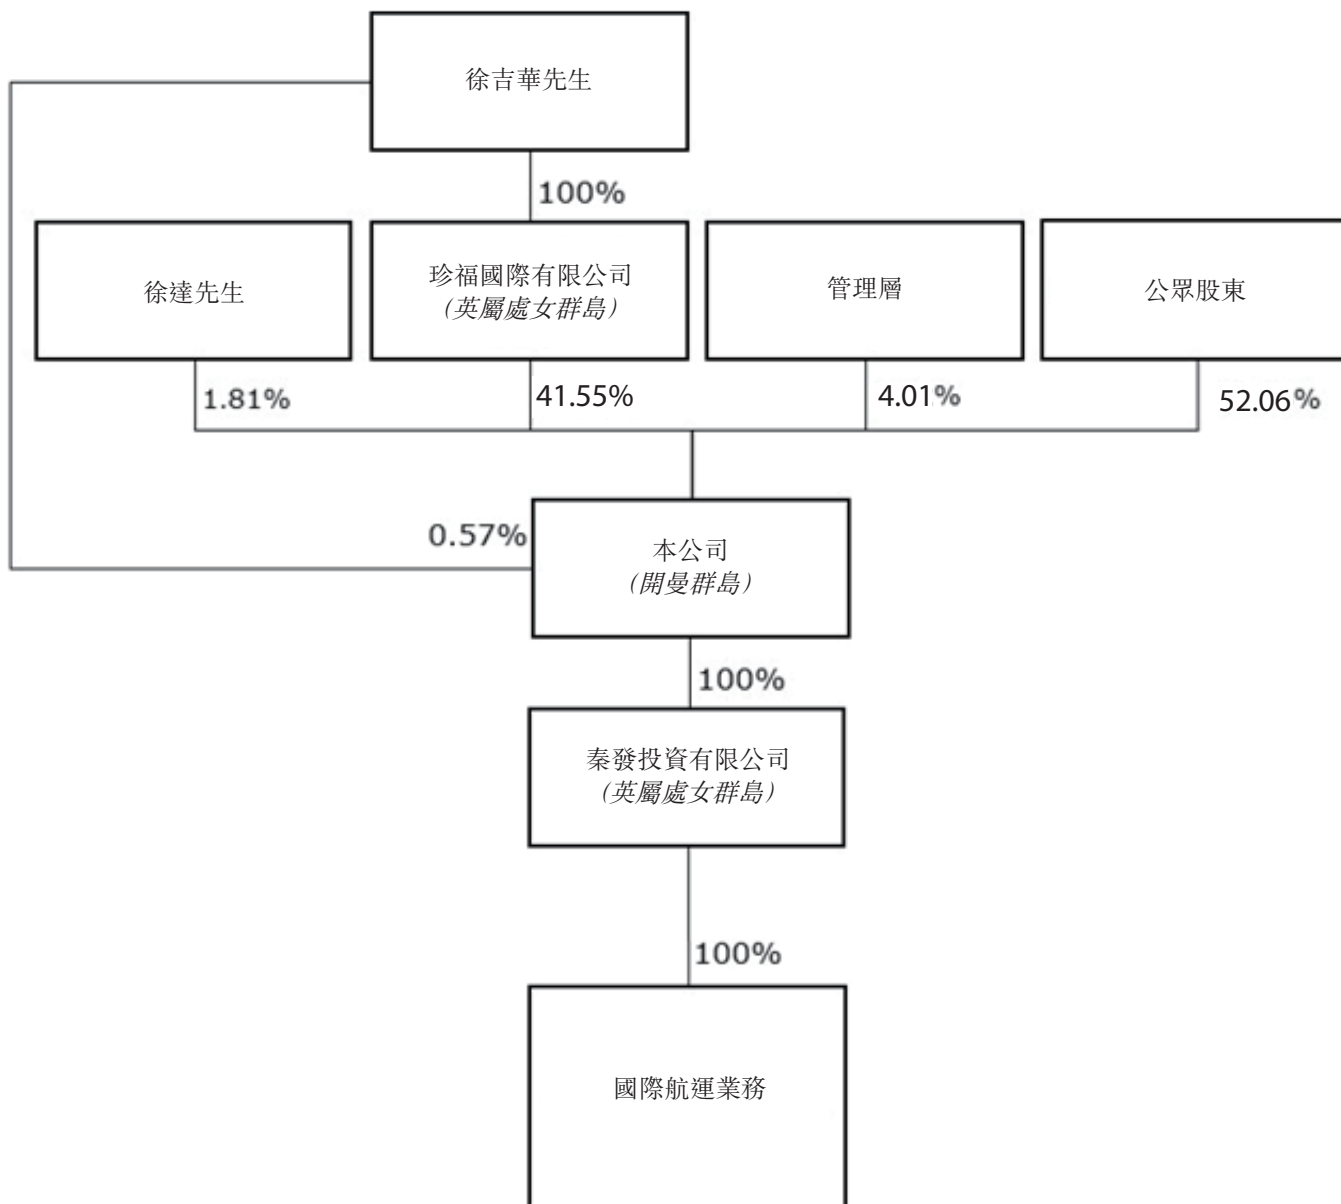 徐吉華先生
100%
徐達先生
珍福國際有限公司
(英屬處女群島)
管理層
公眾股東
1.81%
41.55%
4.01%
52.06%
0.57%
本公司
(開曼群島)
100%
秦發投資有限公司
(英屬處女群島)
100%
國際航運業務